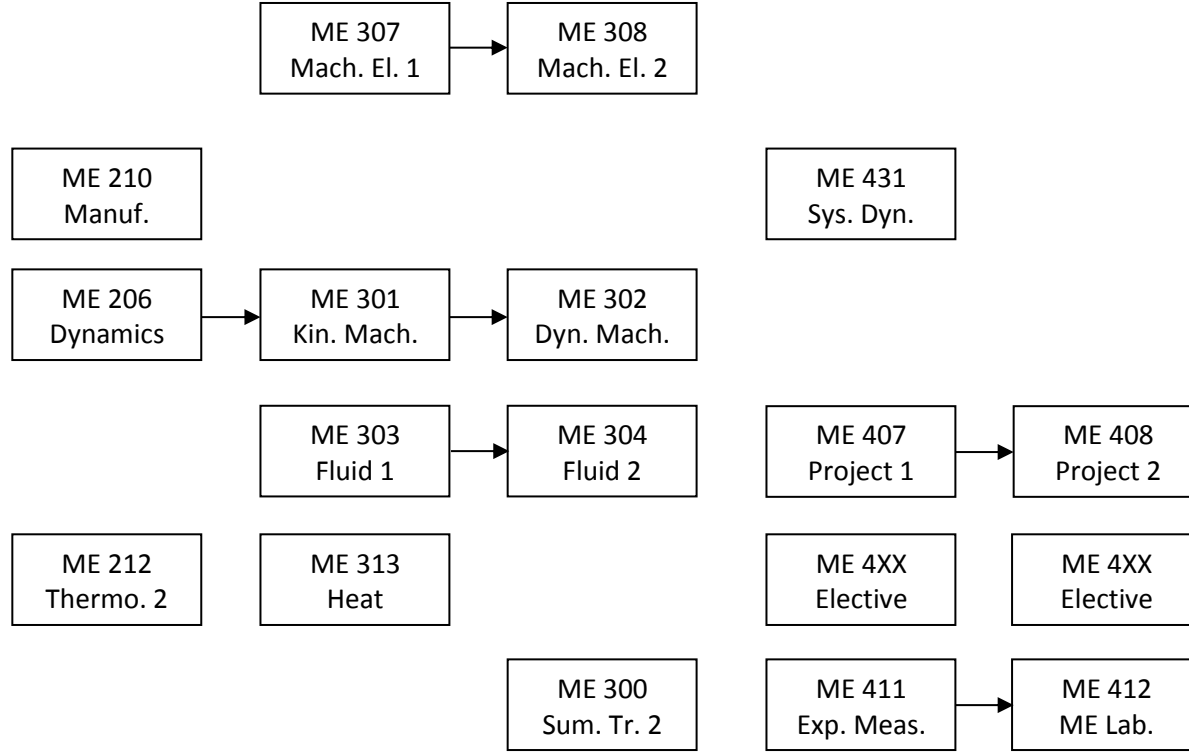 ME 307
Mach. El. 1
ME 308
Mach. El. 2
ME 210
Manuf.
ME 431
Sys. Dyn.
ME 206
Dynamics
ME 301
Kin. Mach.
ME 302
Dyn. Mach.
ME 303
Fluid 1
ME 304
Fluid 2
ME 407
Project 1
ME 408
Project 2
ME 212
Thermo. 2
ME 313
Heat
ME 4XX
Elective
ME 4XX
Elective
ME 300
Sum. Tr. 2
ME 411
Exp. Meas.
ME 412
ME Lab.